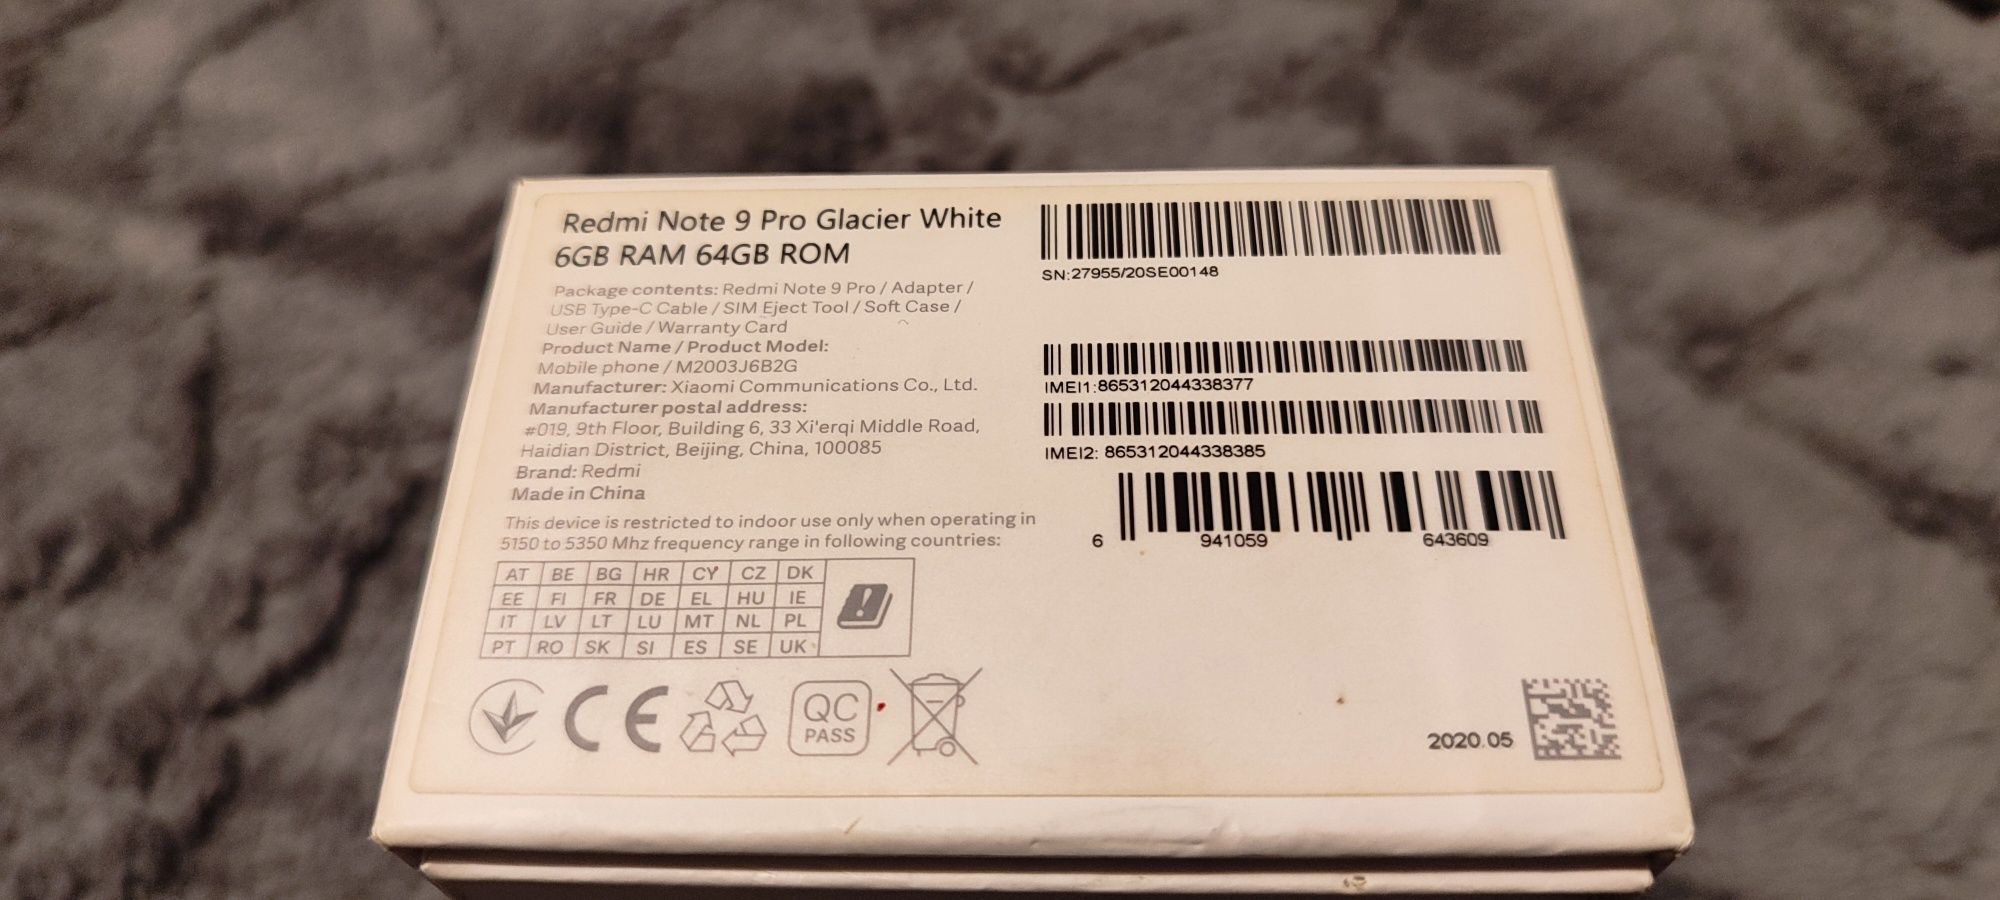 Redmi Note 9 Pro Glacier White
6GB RAM 64GB ROM
Package contents: Redmi Note 9 Pro / Adapter /
USB Type-C Cable / SIM Eject Tool / Soft Case /
User Guide / Warranty Card
Product Name / Product Model:
Mobile phone / M2003J6B2G
Manufacturer: Xiaomi Communications Co., Ltd.
Manufacturer postal address:
#019, 9th Floor, Building 6, 33 Xi'erqi Middle Road,
Haidian District, Beijing, China, 100085
Brand: Redmi
Made in China
This device is restricted to indoor use only when operating in
5150 to 5350 Mhz frequency range in following countries:
AT BE BG HR CY CZ DK
EE FI FR DE EL HU IE
IT LV LT LU MT NL PL
PT RO SK SI ES SE UK
CE
QC
PASS
SN:27955/20SE00148
IMEI1:865312044338377
IMEI2: 865312044338385
6 941059 643609
2020.05